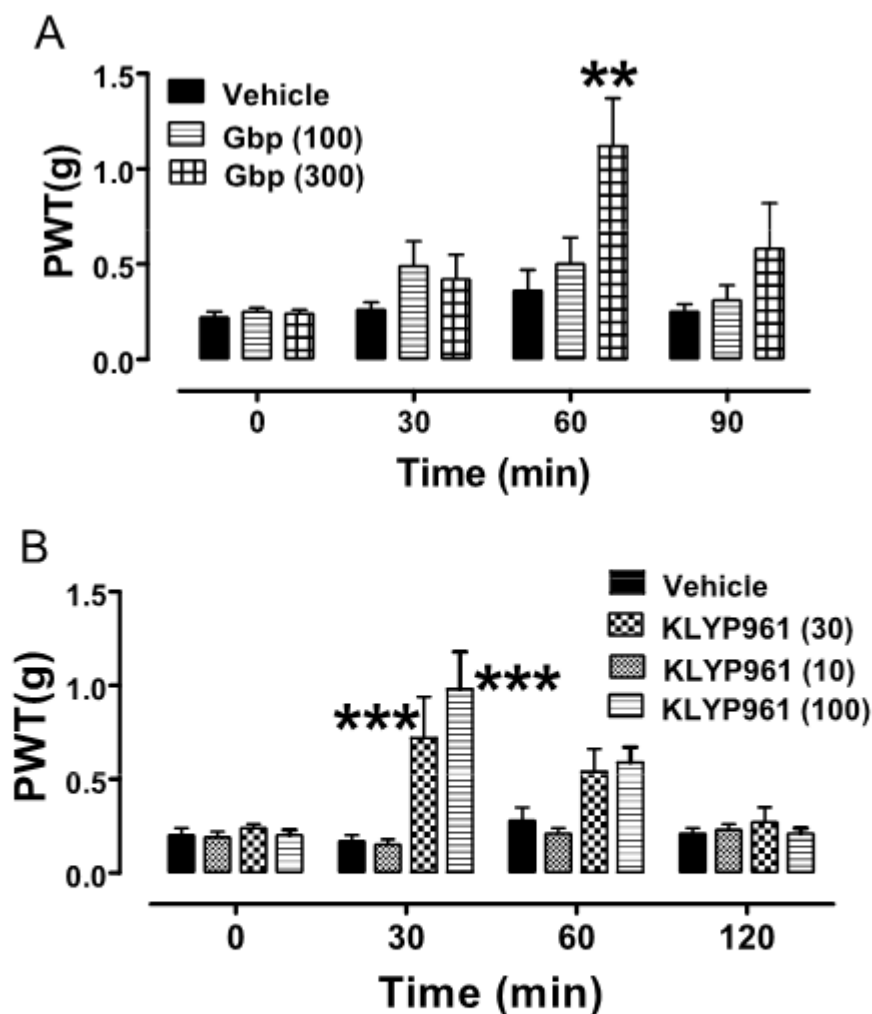 A
1.5
**
Vehicle
Gbp (100)
Gbp (300)
1.0
0.5
0.0
PWT(g)
0 30 60 90
Time (min)
B
1.5
Vehicle
KLYP961 (30)
KLYP961 (10)
KLYP961 (100)
1.0
***
***
0.5
0.0
PWT(g)
0 30 60 120
Time (min)